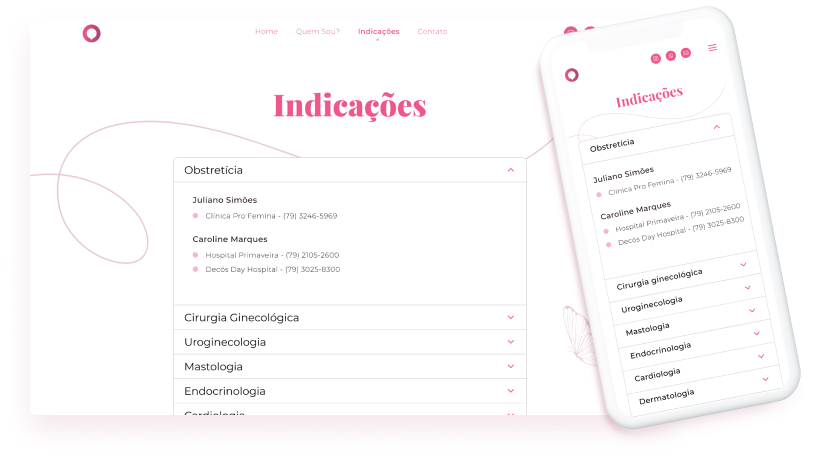 Home Quem Sou? Indicações Contato
Indicações
Obstretícia
Juliano Simões
Clínica Pro Femina - (79) 3246-5969
Caroline Marques
Hospital Primaveira - (79) 2105-2600
Decós Day Hospital - (79) 3025-8300
Cirurgia Ginecológica
Uroginecologia
Mastologia
Endocrinologia
Cardiologia
Indicações
Obstretícia
Juliano Simões
Clínica Pro Femina - (79) 3246-5969
Caroline Marques
Hospital Primaveira - (79) 2105-2600
Decós Day Hospital - (79) 3025-8300
Cirurgia ginecológica
Uroginecologia
Mastologia
Endocrinologia
Cardiologia
Dermatologia